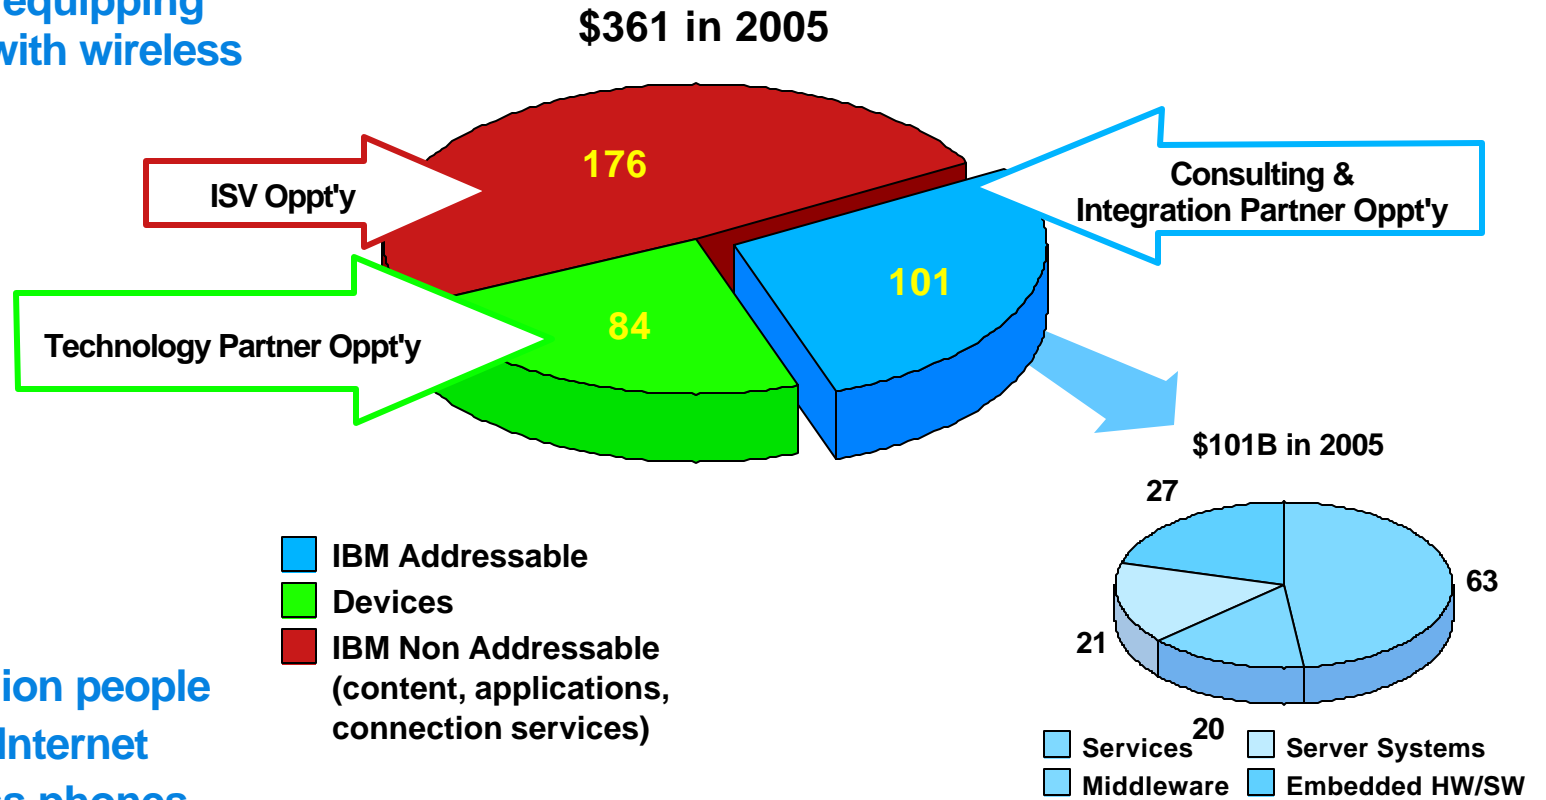 equipping
with wireless
$361 in 2005
176
ISV Oppt'y
Consulting &
Integration Partner Oppt'y
101
84
Technology Partner Oppt'y
$101B in 2005
27
63
21
20
IBM Addressable
Devices
IBM Non Addressable
(content, applications,
connection services)
people
Internet
phones
Services
Server Systems
Middleware
Embedded HW/SW